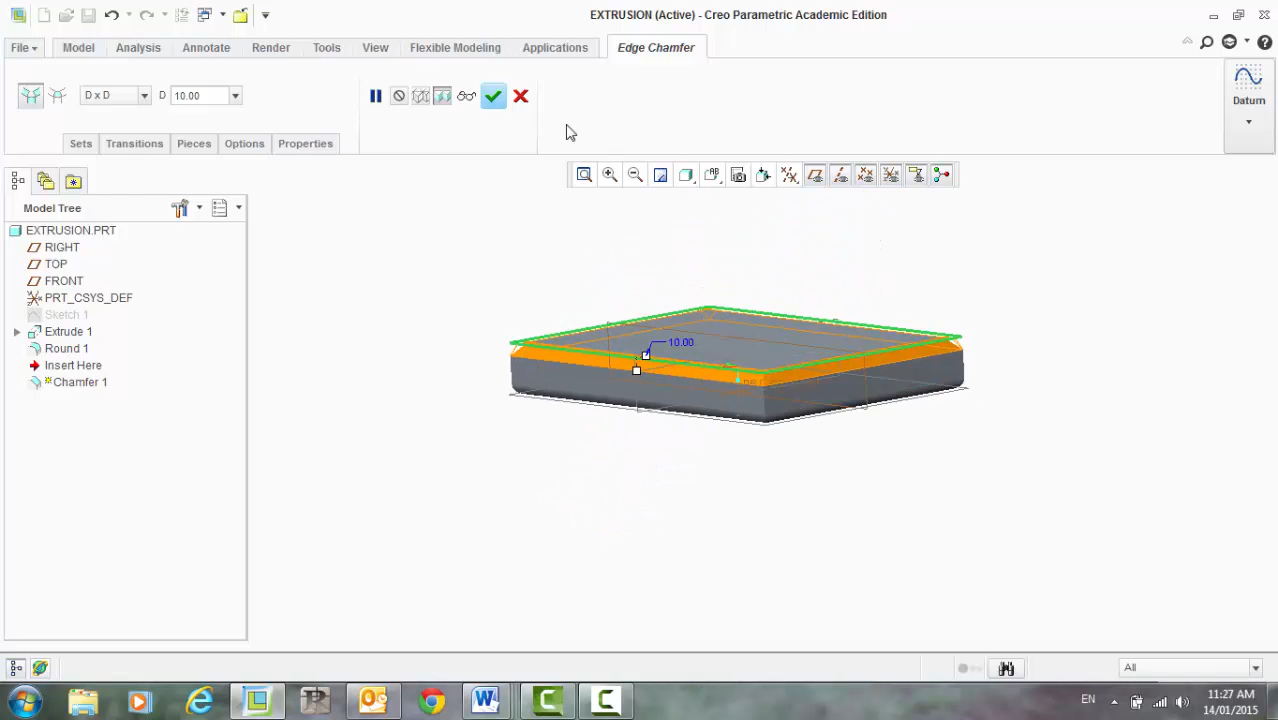 EXTRUSION (Active) - Creo Parametric Academic Edition
File Model Analysis Annotate Render Tools View Flexible Modeling Applications Edge Chamfer
D x D D 10.00
Datum
Sets Transitions Pieces Options Properties
Model Tree
EXTRUSION.PRT
RIGHT
TOP
FRONT
PRT_CSYS_DEF
Sketch 1
Extrude 1
Round 1
Insert Here
Chamfer 1
10.00
All
EN
11:27 AM
14/01/2015